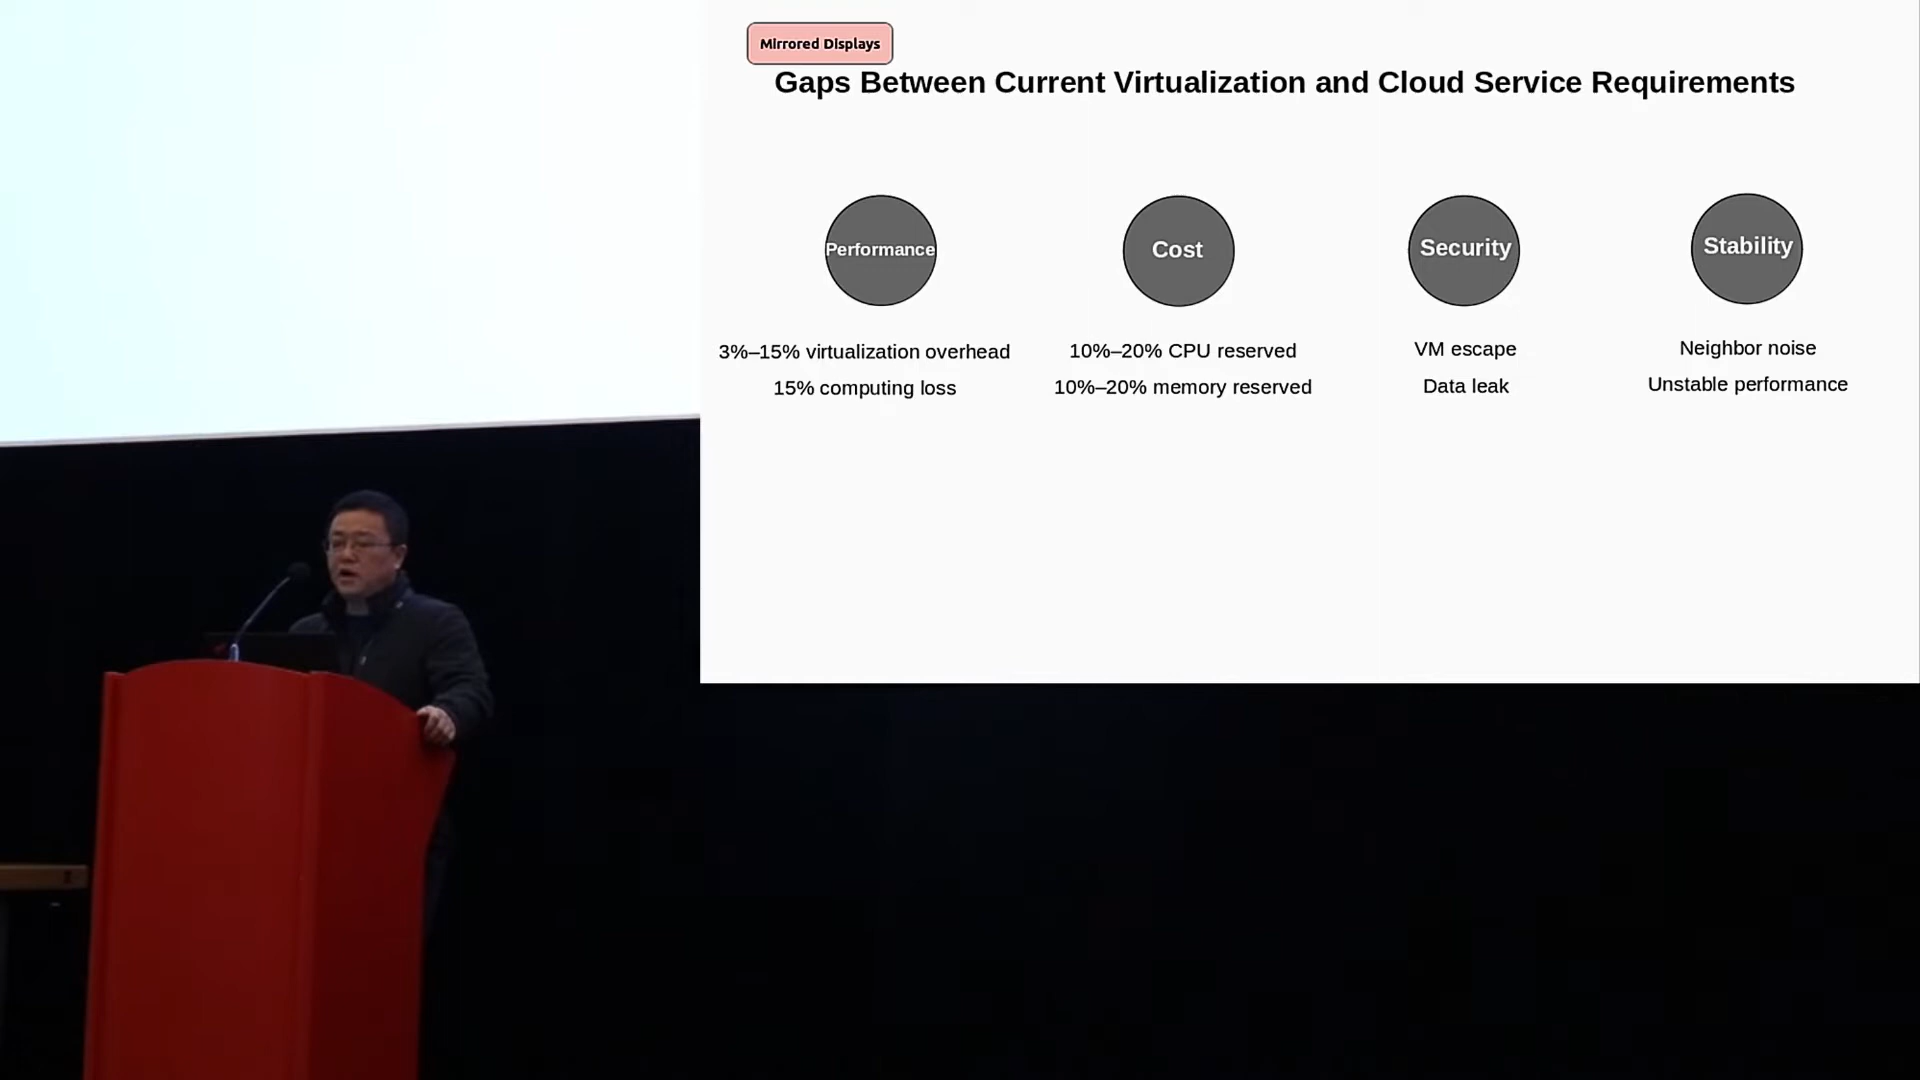 Mirrored Displays
Gaps Between Current Virtualization and Cloud Service Requirements
Performance
3%–15% virtualization overhead
15% computing loss
Cost
10%–20% CPU reserved
10%–20% memory reserved
Security
VM escape
Data leak
Stability
Neighbor noise
Unstable performance